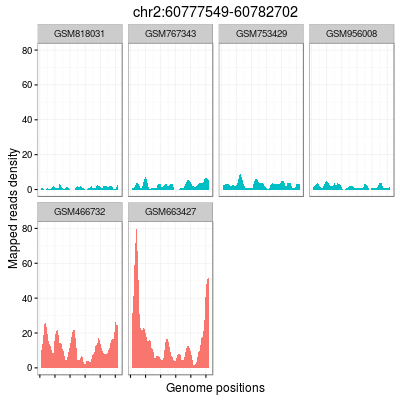 chr2:60777549-60782702
GSM818031 GSM767343 GSM753429 GSM956008
80
60
40
20
0
GSM466732 GSM663427
80
60
40
20
0
Mapped reads density
Genome positions